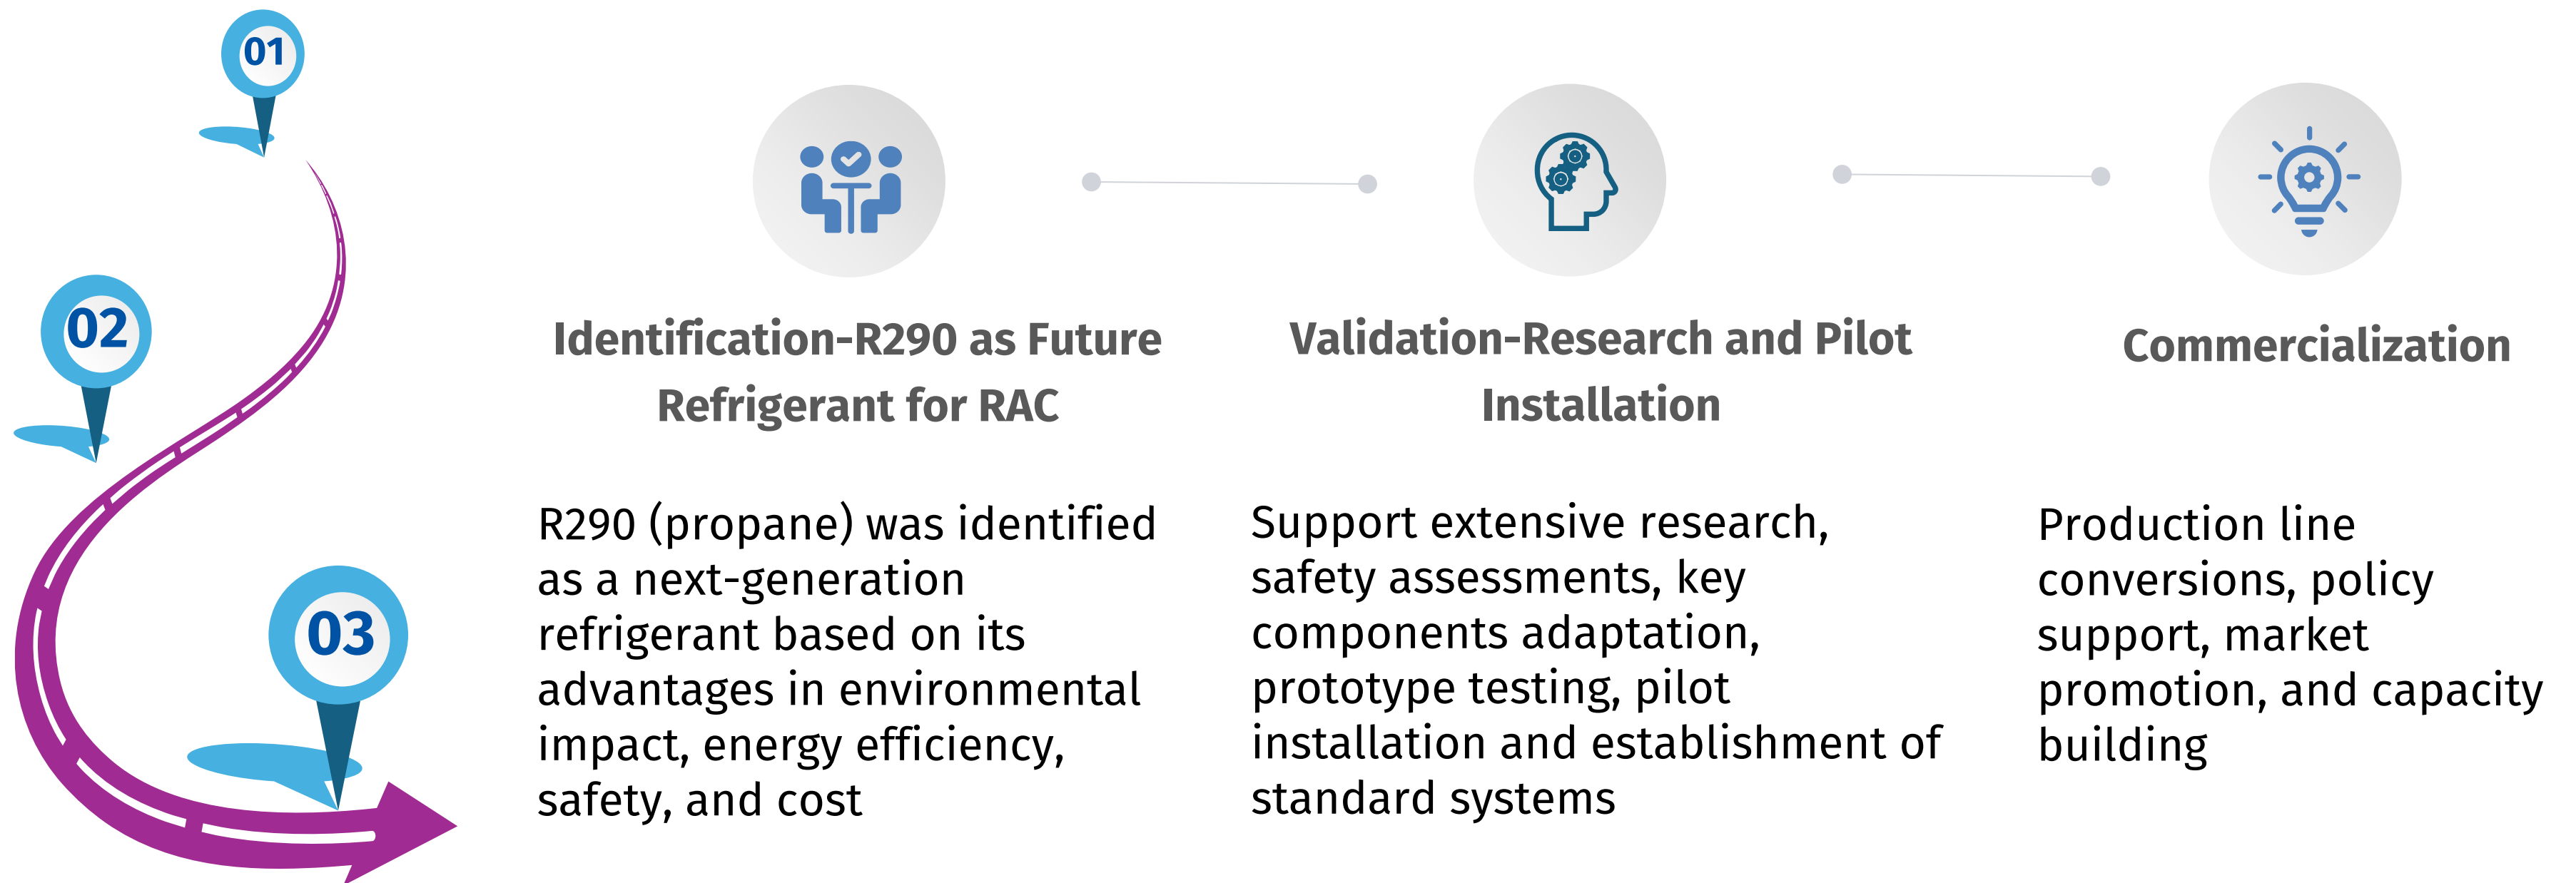 01
02
03
Identification-R290 as Future
Refrigerant for RAC
R290 (propane) was identified
as a next-generation
refrigerant based on its
advantages in environmental
impact, energy efficiency,
safety, and cost
Validation-Research and Pilot
Installation
Support extensive research,
safety assessments, key
components adaptation,
prototype testing, pilot
installation and establishment of
standard systems
Commercialization
Production line
conversions, policy
support, market
promotion, and capacity
building